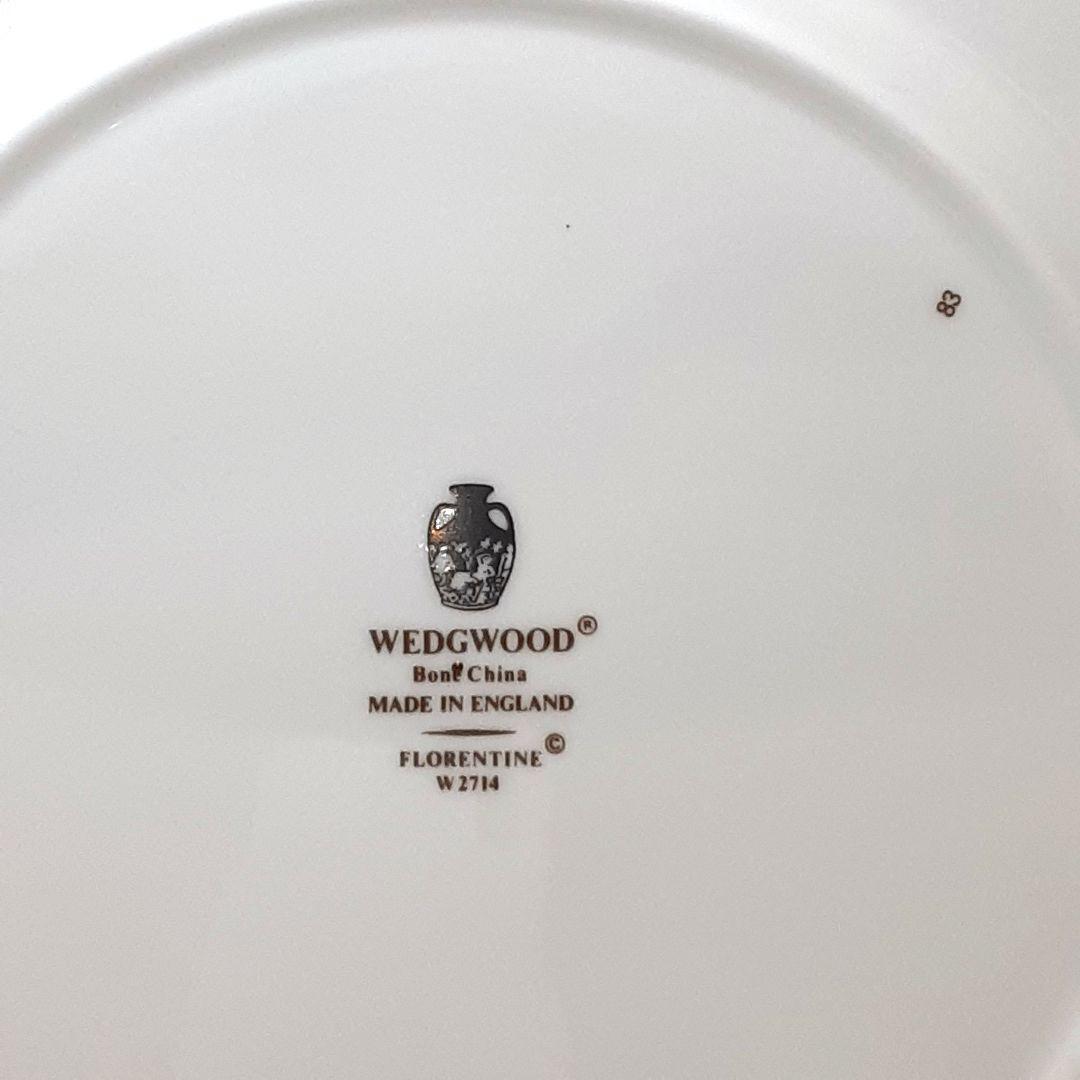 83
WEDGWOOD®
Bone China
MADE IN ENGLAND
FLORENTINE©
W2714